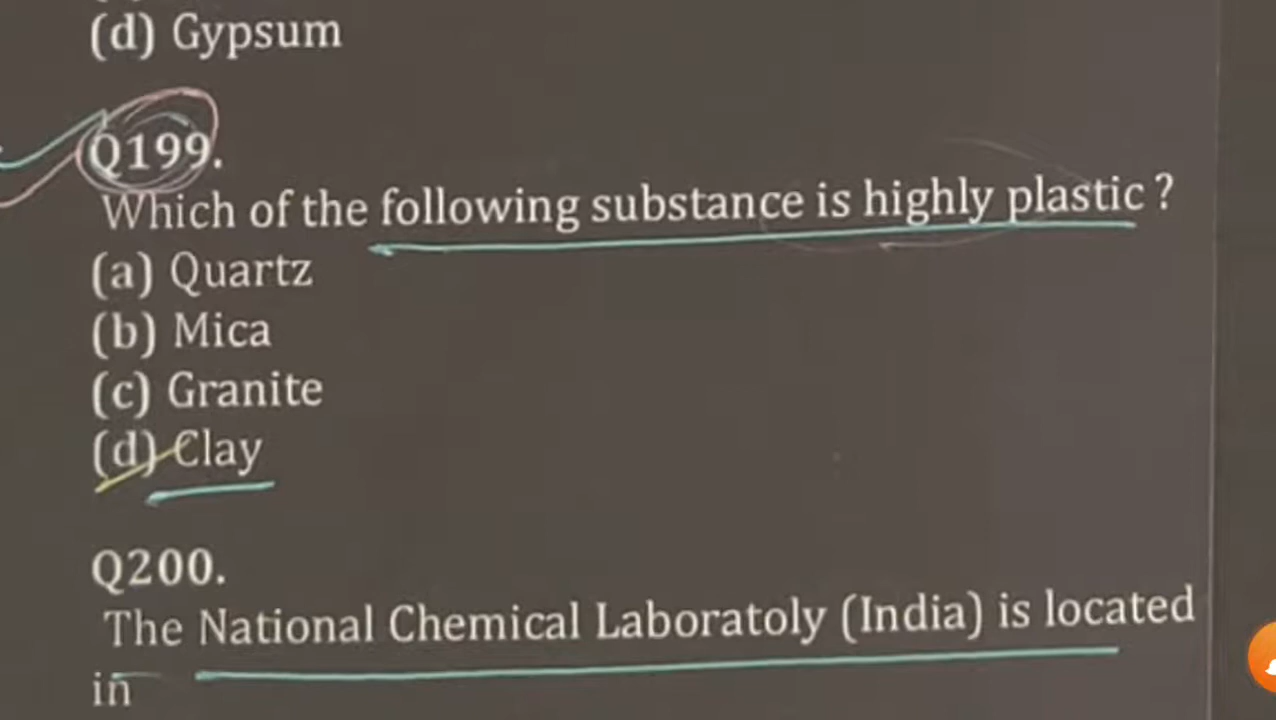 (d) Gypsum
Q199.
Which of the following substance is highly plastic ?
(a) Quartz
(b) Mica
(c) Granite
(d) Clay
Q200.
The National Chemical Laboratoly (India) is located
in